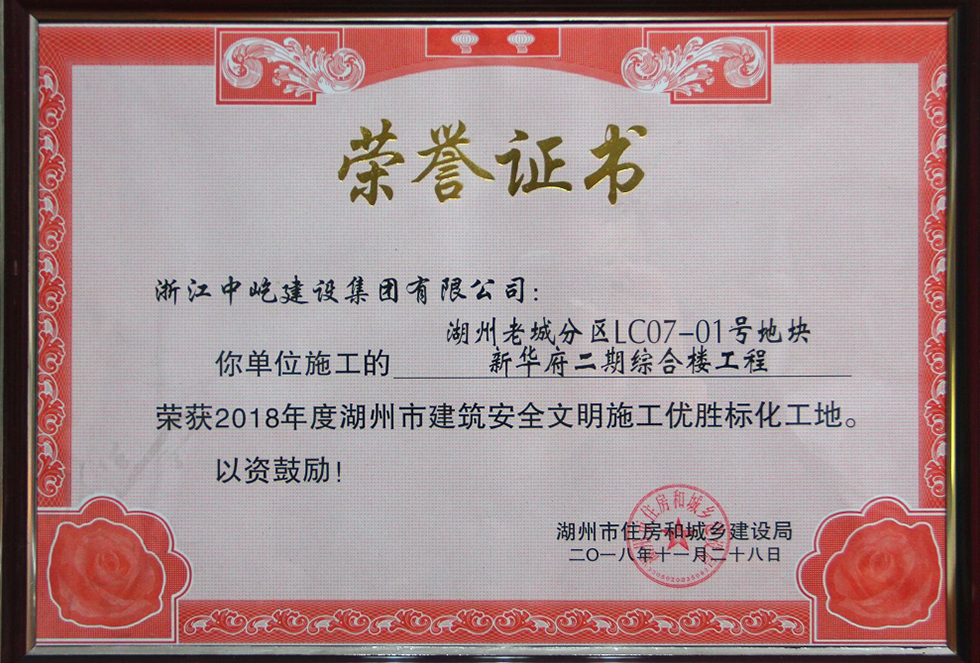 荣誉证书
浙江中屹建设集团有限公司:
湖州老城分区LC07-01号地块
你单位施工的 新华府二期综合楼工程
荣获2018年度湖州市建筑安全文明施工优胜标化工地。
以资鼓励!
湖州市住房和城乡建设局
二〇一八年十一月二十八日